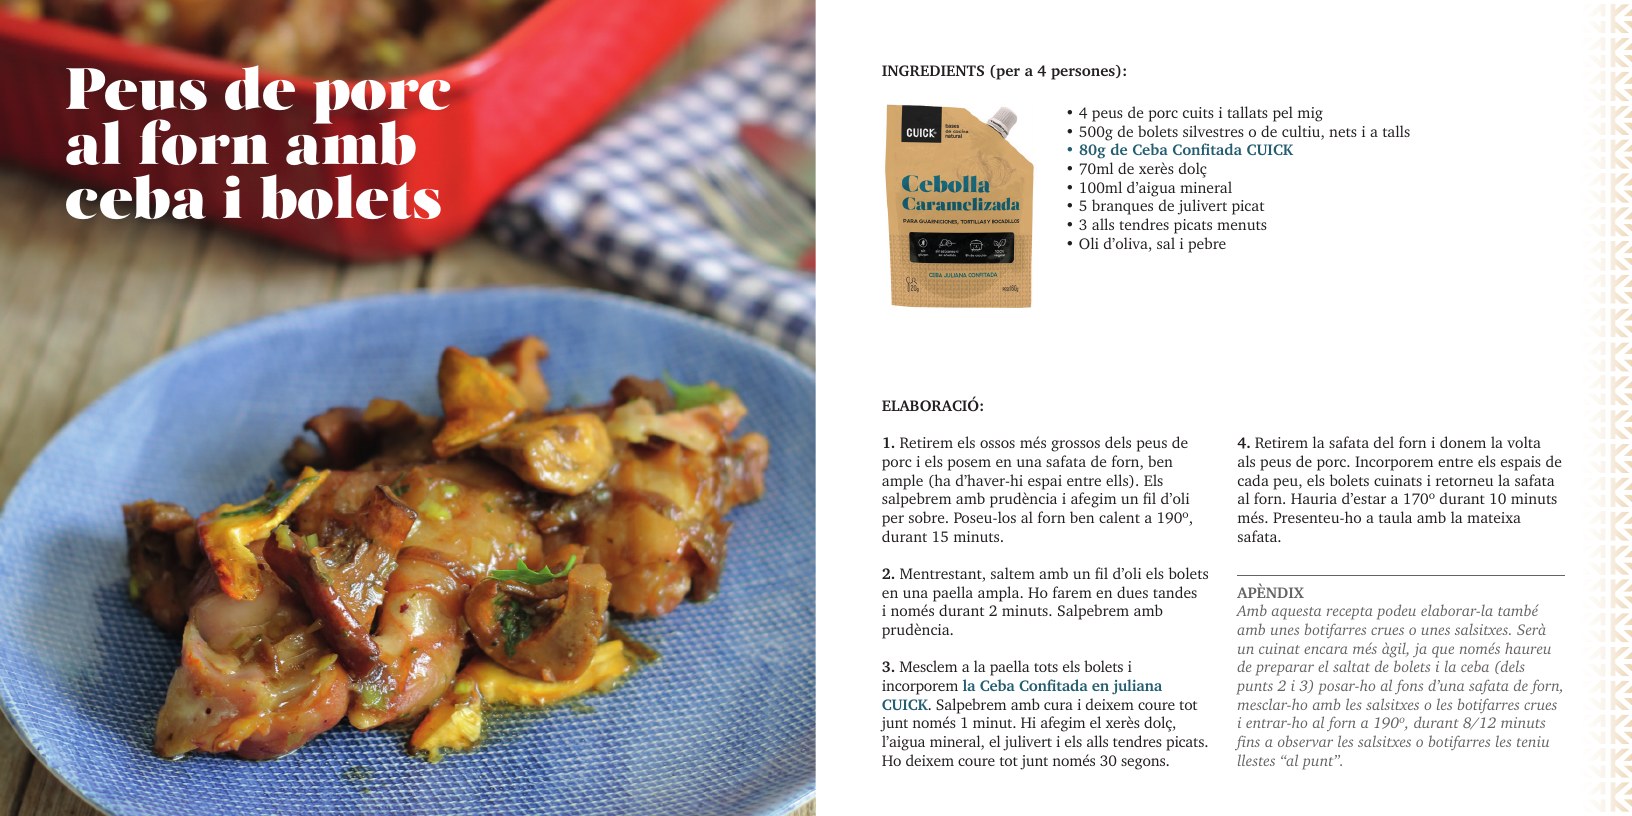 Peus de porc
al forn amb
ceba i bolets
INGREDIENTS (per a 4 persones):
CUICK
bases
de cocina
natural
Cebolla
Caramelizada
PARA GUARNICIONES, TORTILLAS Y BOCADILLOS
CEBA JULIANA CONFITADA
• 4 peus de porc cuits i tallats pel mig
• 500g de bolets silvestres o de cultiu, nets i a talls
• 80g de Ceba Confitada CUICK
• 70ml de xerès dolç
• 100ml d’aigua mineral
• 5 branques de julivert picat
• 3 alls tendres picats menuts
• Oli d’oliva, sal i pebre
ELABORACIÓ:
1. Retirem els ossos més grossos dels peus de
porc i els posem en una safata de forn, ben
ample (ha d’haver-hi espai entre ells). Els
salpebrem amb prudència i afegim un fil d’oli
per sobre. Poseu-los al forn ben calent a 190º,
durant 15 minuts.
2. Mentrestant, saltem amb un fil d’oli els bolets
en una paella ampla. Ho farem en dues tandes
i només durant 2 minuts. Salpebrem amb
prudència.
3. Mesclem a la paella tots els bolets i
incorporem la Ceba Confitada en juliana
CUICK. Salpebrem amb cura i deixem coure tot
junt només 1 minut. Hi afegim el xerès dolç,
l’aigua mineral, el julivert i els alls tendres picats.
Ho deixem coure tot junt només 30 segons.
4. Retirem la safata del forn i donem la volta
als peus de porc. Incorporem entre els espais de
cada peu, els bolets cuinats i retorneu la safata
al forn. Hauria d’estar a 170º durant 10 minuts
més. Presenteu-ho a taula amb la mateixa
safata.
APÈNDIX
Amb aquesta recepta podeu elaborar-la també
amb unes botifarres crues o unes salsitxes. Serà
un cuinat encara més àgil, ja que només haureu
de preparar el saltat de bolets i la ceba (dels
punts 2 i 3) posar-ho al fons d’una safata de forn,
mesclar-ho amb les salsitxes o les botifarres crues
i entrar-ho al forn a 190º, durant 8/12 minuts
fins a observar les salsitxes o botifarres les teniu
llestes “al punt”.